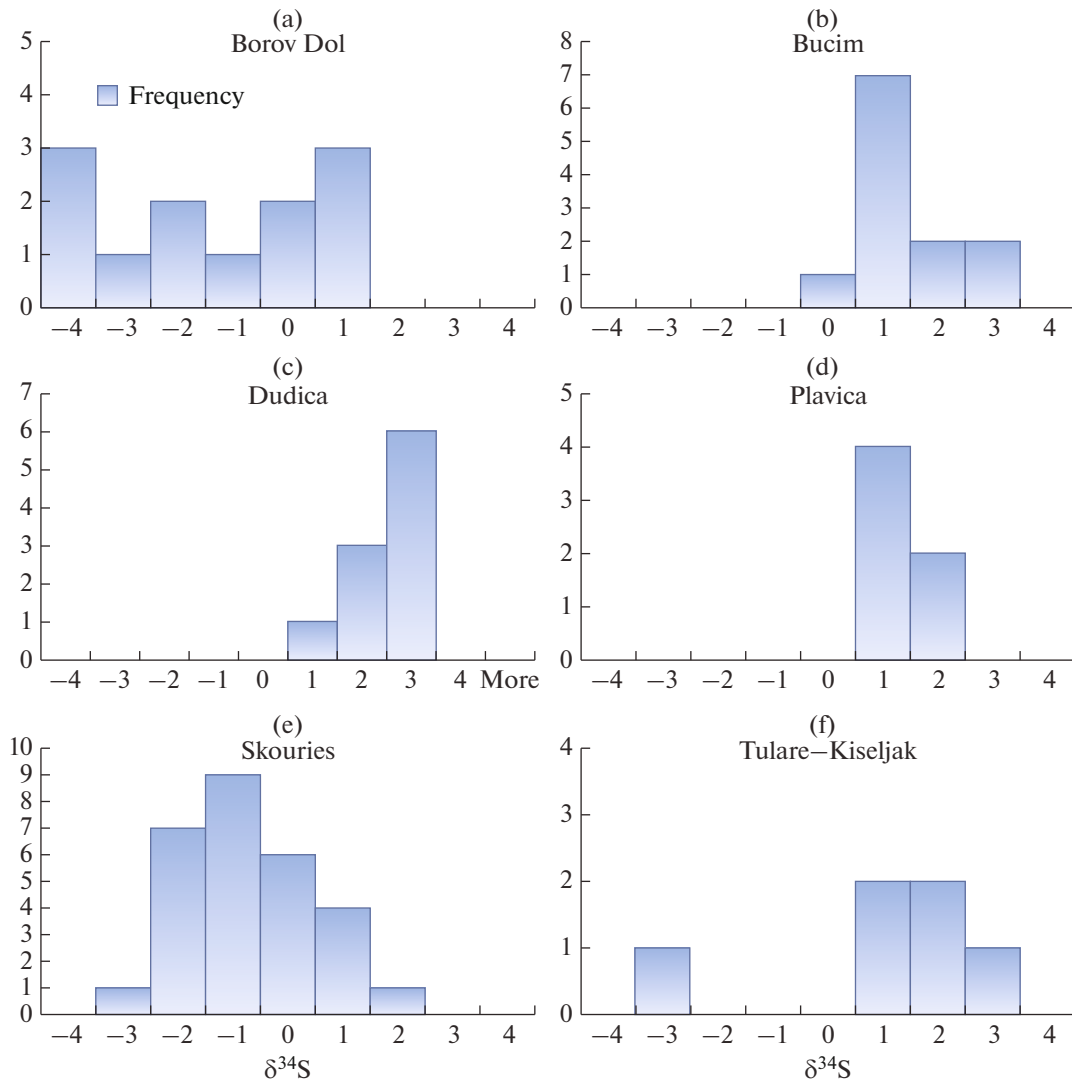 (a)
Borov Dol
5
4
3
2
1
0
Frequency
−4 −3 −2 −1 0 1 2 3 4
(b)
Bucim
8
7
6
5
4
3
2
1
0
−4 −3 −2 −1 0 1 2 3 4
(c)
Dudica
7
6
5
4
3
2
1
0
−4 −3 −2 −1 0 1 2 3 4 More
(d)
Plavica
5
4
3
2
1
0
−4 −3 −2 −1 0 1 2 3 4
(e)
Skouries
10
9
8
7
6
5
4
3
2
1
0
−4 −3 −2 −1 0 1 2 3 4
δ³⁴S
(f)
Tulare−Kiseljak
4
3
2
1
0
−4 −3 −2 −1 0 1 2 3 4
δ³⁴S